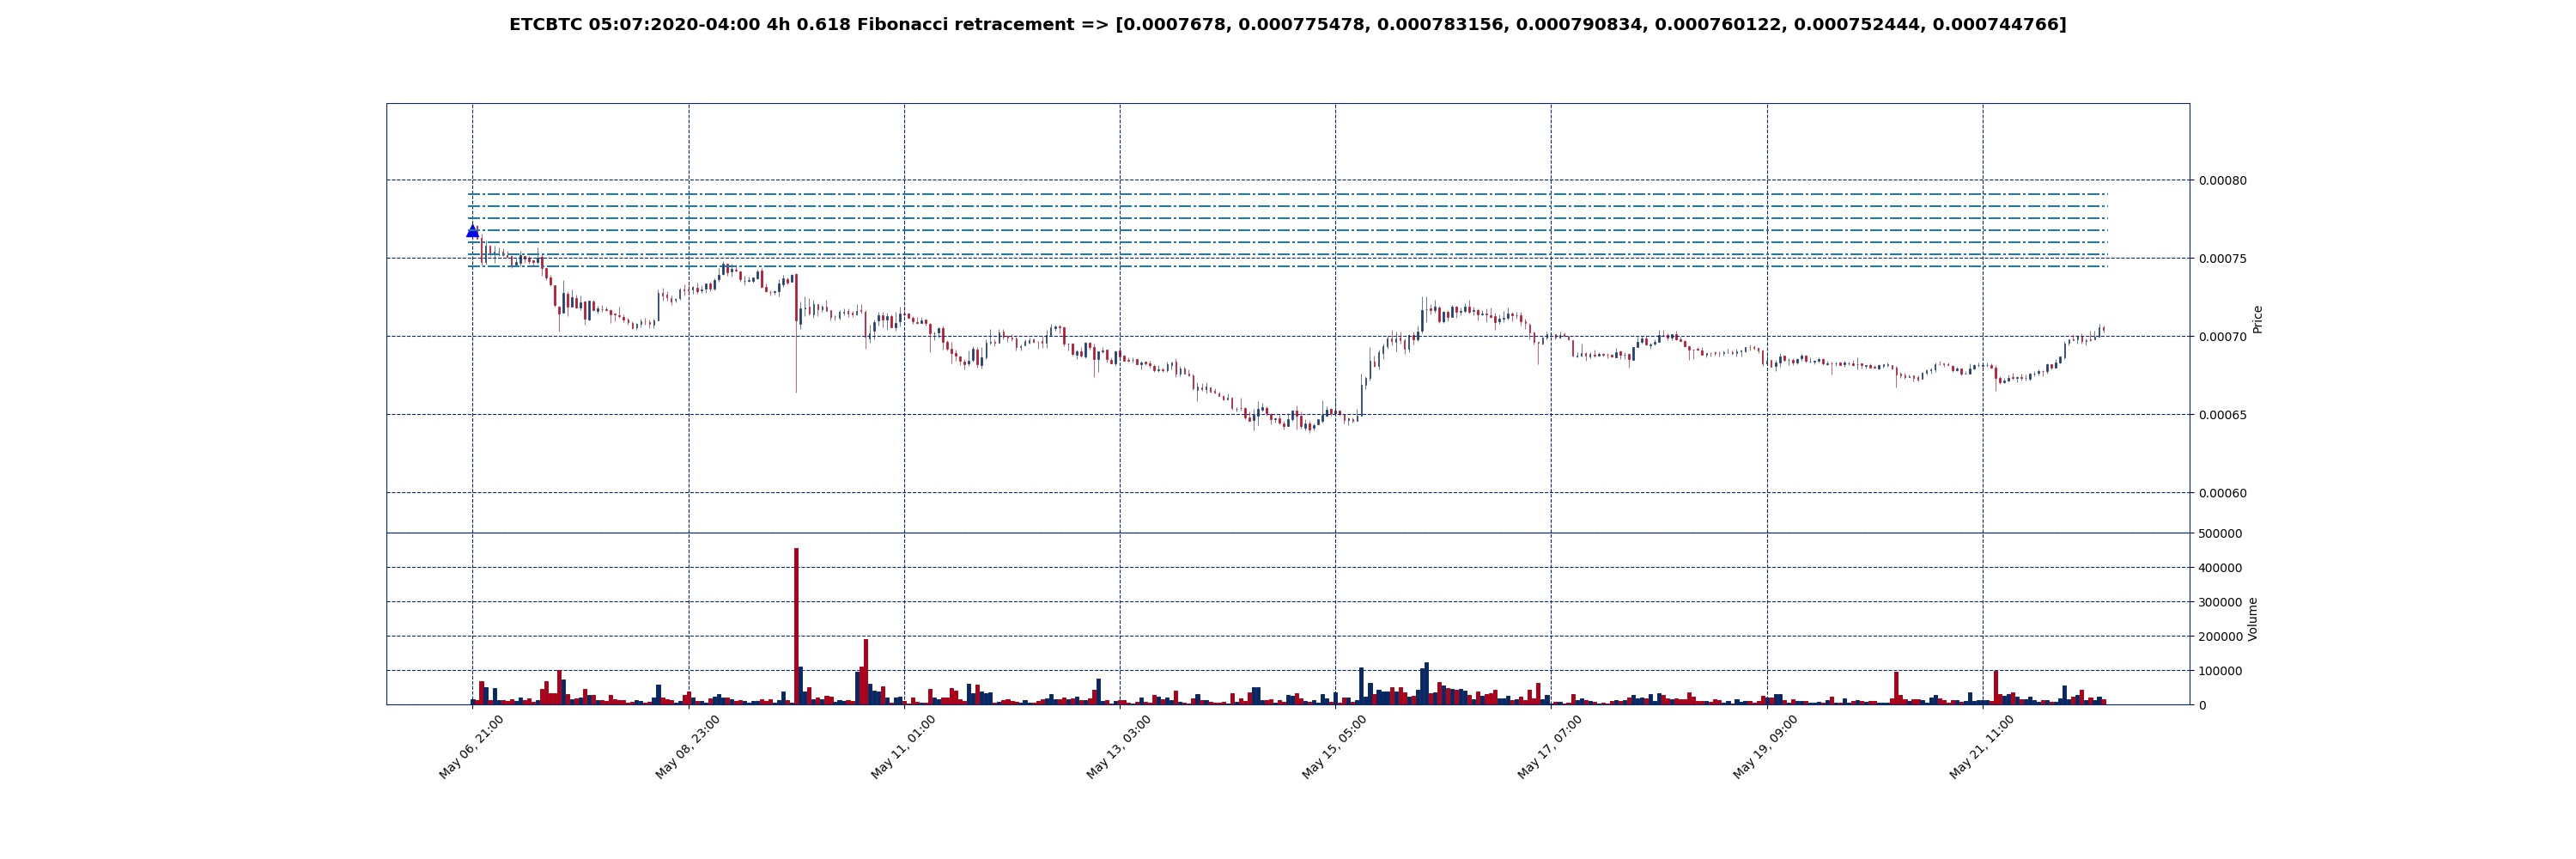 ETCBTC 05:07:2020-04:00 4h 0.618 Fibonacci retracement => [0.0007678, 0.000775478, 0.000783156, 0.000790834, 0.000760122, 0.000752444, 0.000744766]
0.00080
0.00075
0.00070
0.00065
0.00060
Price
500000
400000
300000
200000
100000
0
Volume
May 06, 21:00
May 08, 23:00
May 11, 01:00
May 13, 03:00
May 15, 05:00
May 17, 07:00
May 19, 09:00
May 21, 11:00